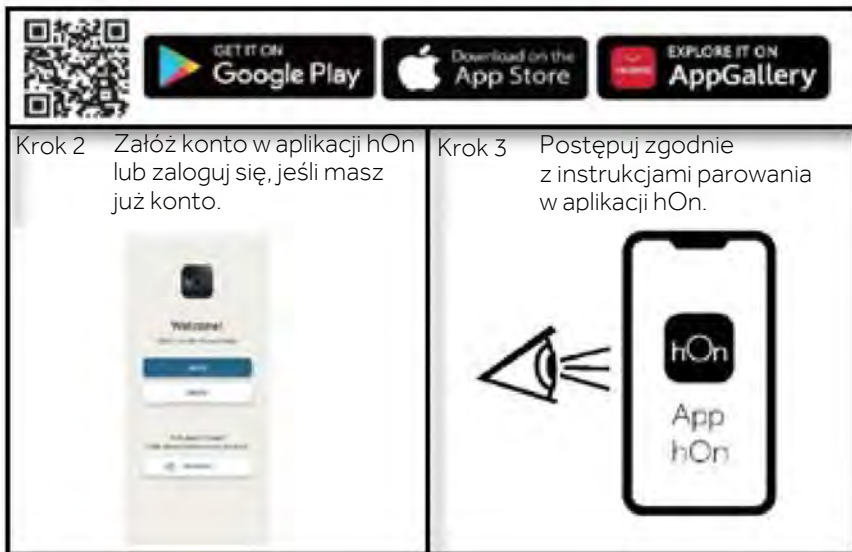 GET IT ON
Google Play
Download on the
App Store
EXPLORE IT ON
AppGallery
Krok 2
Załóż konto w aplikacji hOn
lub zaloguj się, jeśli masz
już konto.
Welcome!
Krok 3
Postępuj zgodnie
z instrukcjami parowania
w aplikacji hOn.
hOn
App
hOn